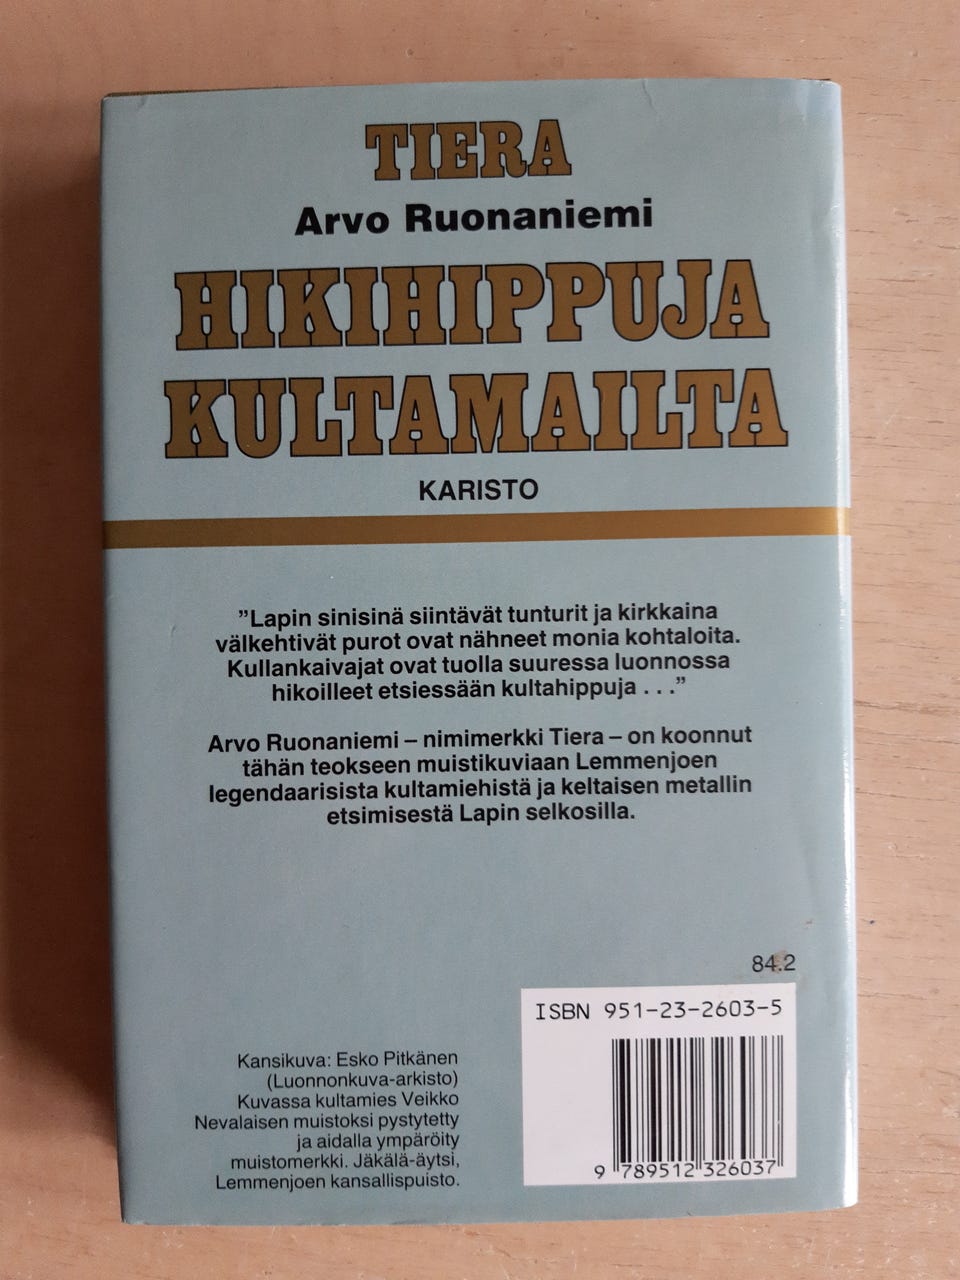 TIERA
Arvo Ruonaniemi
HIKIHIPPUJA
KULTAMAILTA
KARISTO
”Lapin sinisinä siintävät tunturit ja kirkkaina
välkehtivät purot ovat nähneet monia kohtaloita.
Kullankaivajat ovat tuolla suuressa luonnossa
hikoilleet etsiessään kultahippuja . . .”
Arvo Ruonaniemi – nimimerkki Tiera – on koonnut
tähän teokseen muistikuviaan Lemmenjoen
legendaarisista kultamiehistä ja keltaisen metallin
etsimisestä Lapin selkosilla.
84.2
ISBN 951-23-2603-5
9 789512 326037
Kansikuva: Esko Pitkänen
(Luonnonkuva-arkisto)
Kuvassa kultamies Veikko
Nevalaisen muistoksi pystytetty
ja aidalla ympäröity
muistomerkki. Jäkälä-äytsi,
Lemmenjoen kansallispuisto.